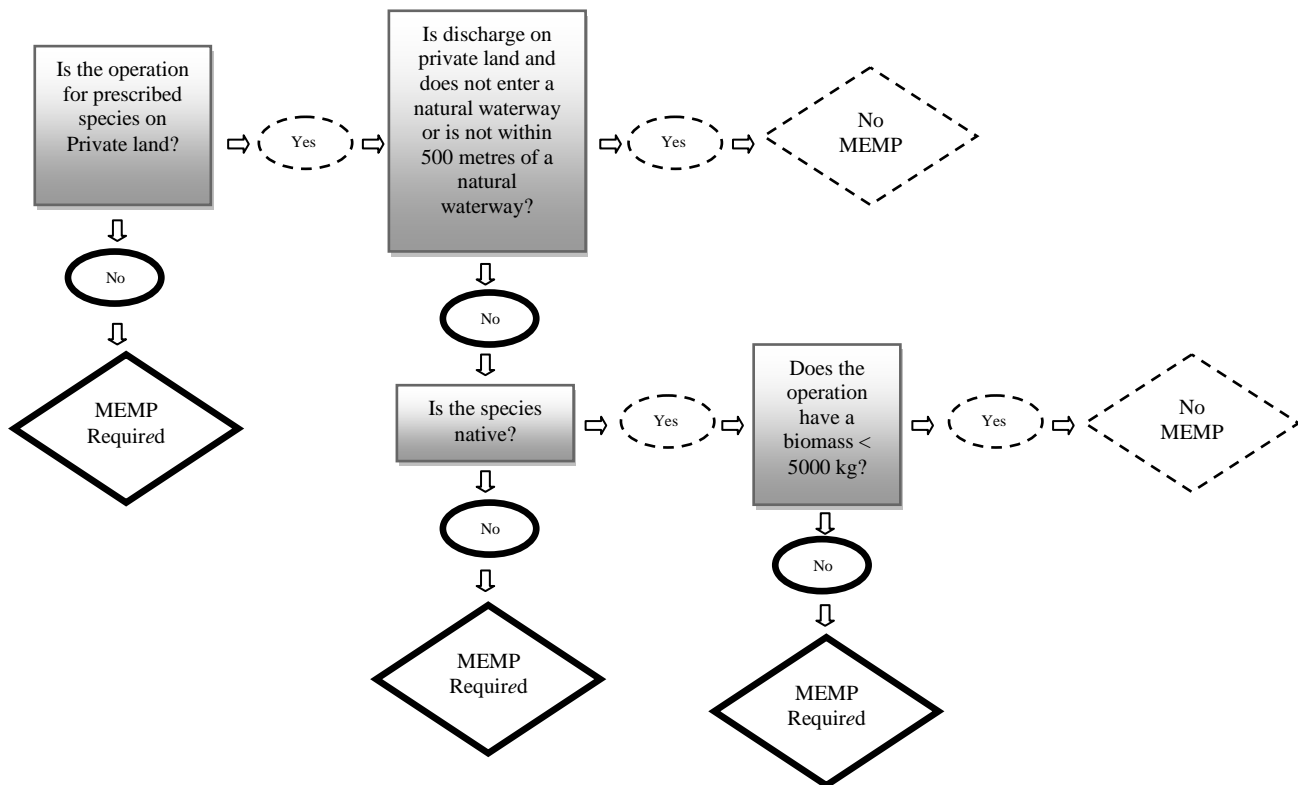 Is the operation
for prescribed
species on
Private land?
Yes
Is discharge on
private land and
does not enter a
natural waterway
or is not within
500 metres of a
natural
waterway?
Yes
No
MEMP
No
MEMP
Required
No
Is the species
native?
Yes
Does the
operation
have a
biomass <
5000 kg?
Yes
No
MEMP
No
MEMP
Required
No
MEMP
Required